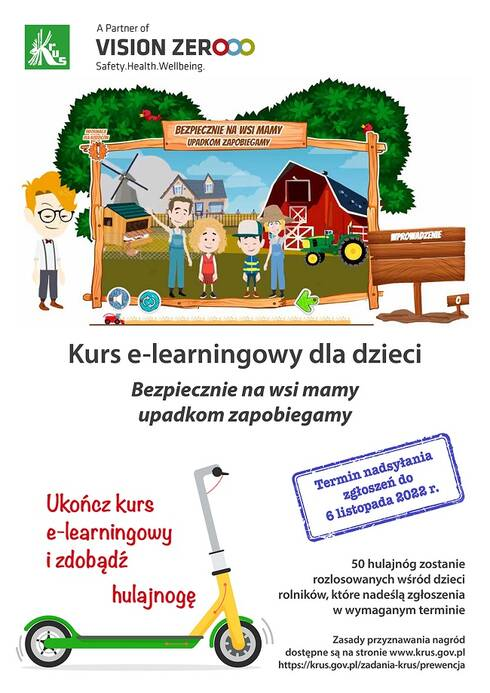 Krus
A Partner of
VISION ZERO
Safety.Health.Wellbeing.
BEZPIECZNIE NA WSI MAMY
UPADKOM ZAPOBIEGAMY
WPROWADZENIE
0
Kurs e-learningowy dla dzieci
Bezpiecznie na wsi mamy
upadkom zapobiegamy
Termin nadsyłania
zgłoszeń do
6 listopada 2022 r.
Ukończ kurs
e-learningowy
i zdobądź
hulajnogę
50 hulajnóg zostanie
rozlosowanych wśród dzieci
rolników, które nadeślą zgłoszenia
w wymaganym terminie
Zasady przyznawania nagród
dostępne są na stronie www.krus.gov.pl
https://krus.gov.pl/zadania-krus/prewencja